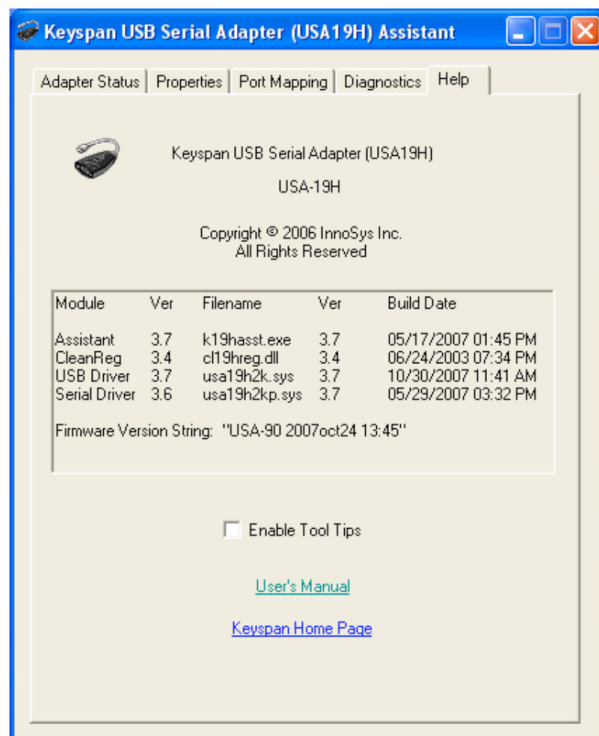 Keyspan USB Serial Adapter (USA19H) Assistant
Adapter Status Properties Port Mapping Diagnostics Help
Keyspan USB Serial Adapter (USA19H)
USA-19H
Copyright © 2006 InnoSys Inc.
All Rights Reserved
Module Ver Filename Ver Build Date
Assistant 3.7 k19hasst.exe 3.7 05/17/2007 01:45 PM
CleanReg 3.4 cl19hreg.dll 3.4 06/24/2003 07:34 PM
USB Driver 3.7 usa19h2k.sys 3.7 10/30/2007 11:41 AM
Serial Driver 3.6 usa19h2kp.sys 3.7 05/29/2007 03:32 PM
Firmware Version String: "USA-90 2007oct24 13:45"
Enable Tool Tips
User's Manual
Keyspan Home Page